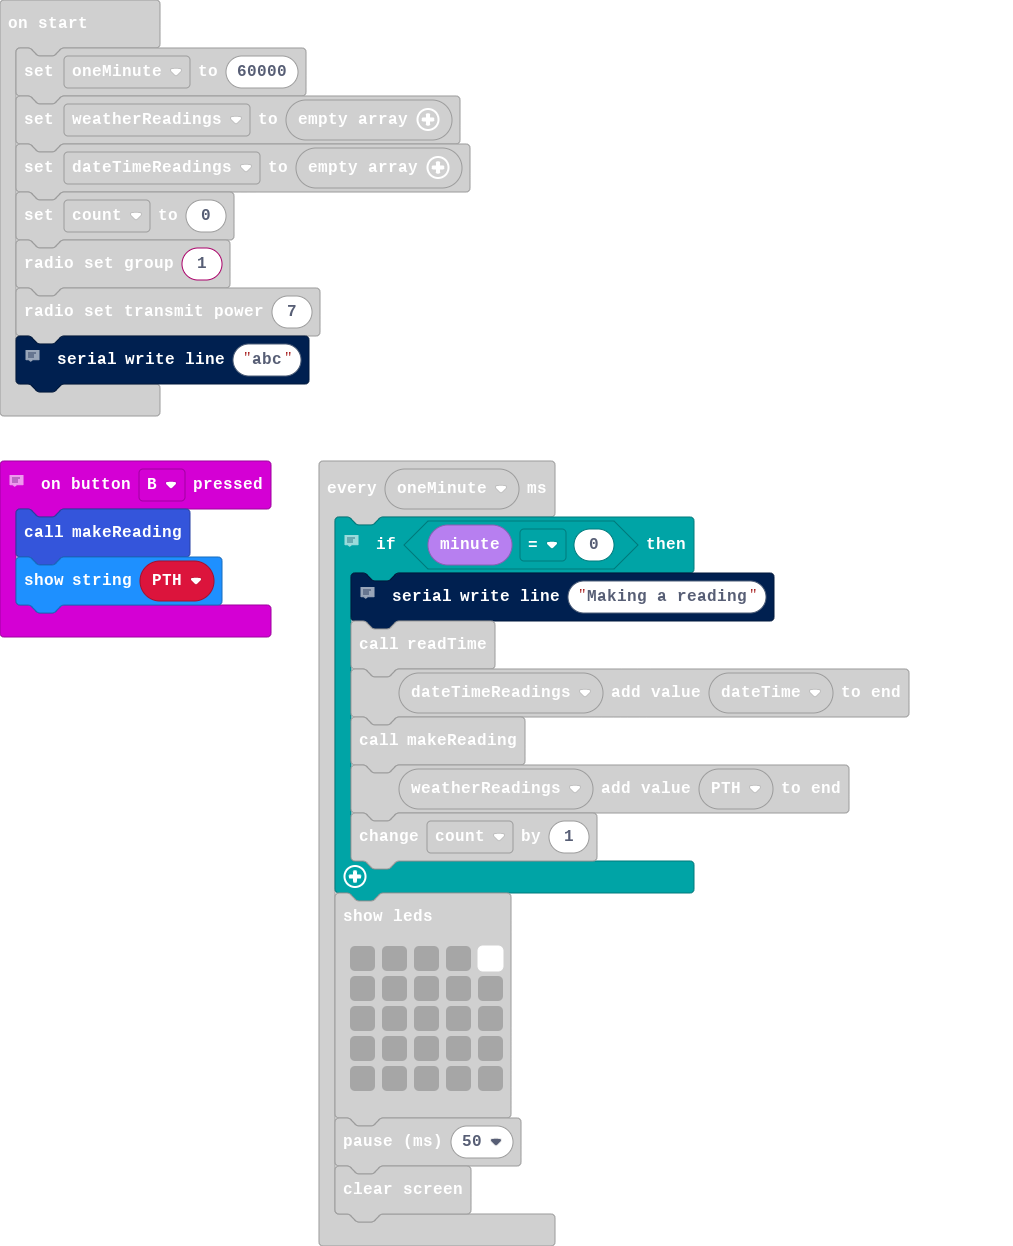 on start
set oneMinute to 60000
set weatherReadings to empty array
set dateTimeReadings to empty array
set count to 0
radio set group 1
radio set transmit power 7
serial write line "abc"
on button B pressed
call makeReading
show string PTH
every oneMinute ms
if minute = 0 then
serial write line "Making a reading"
call readTime
dateTimeReadings add value dateTime to end
call makeReading
weatherReadings add value PTH to end
change count by 1
show leds
pause (ms) 50
clear screen